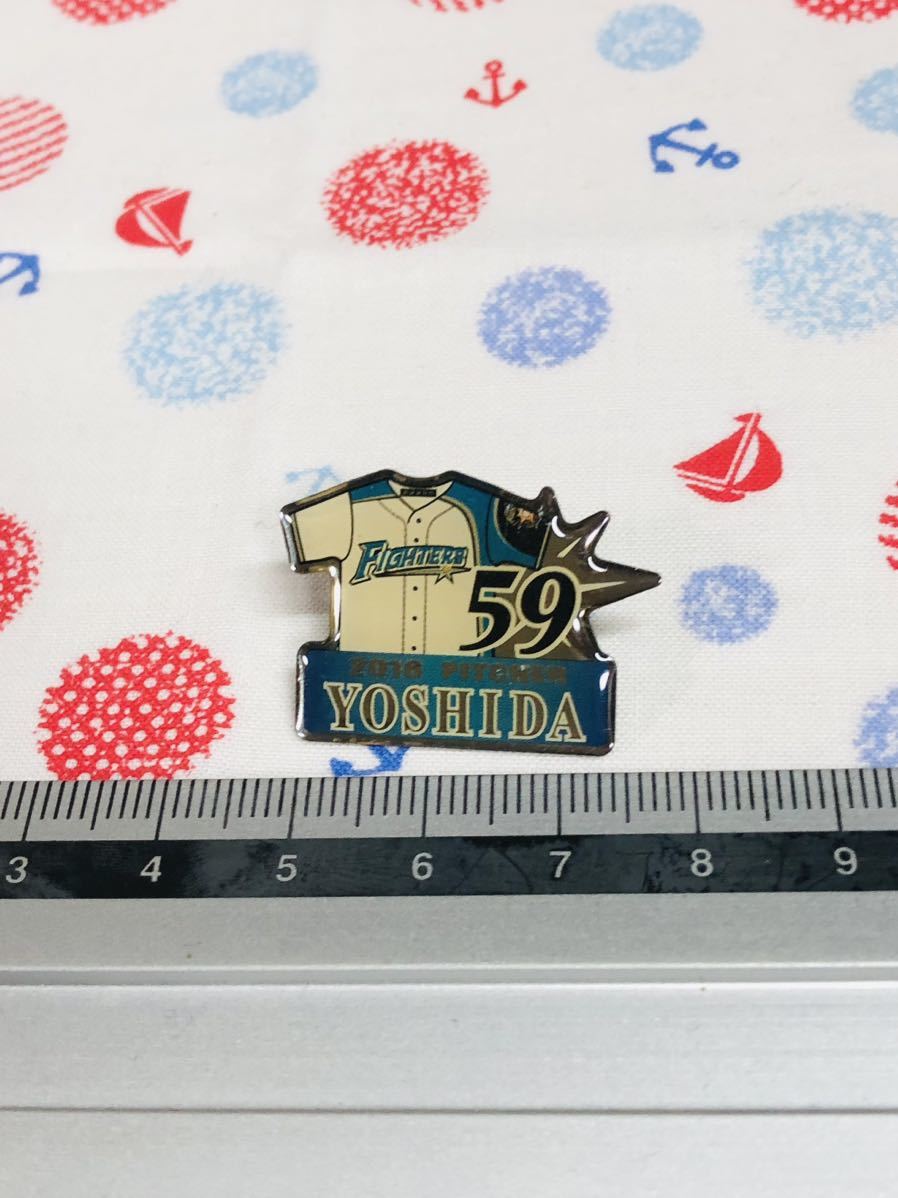 FIGHTERS
59
2016 PITCHER
YOSHIDA
3 4 5 6 7 8 9